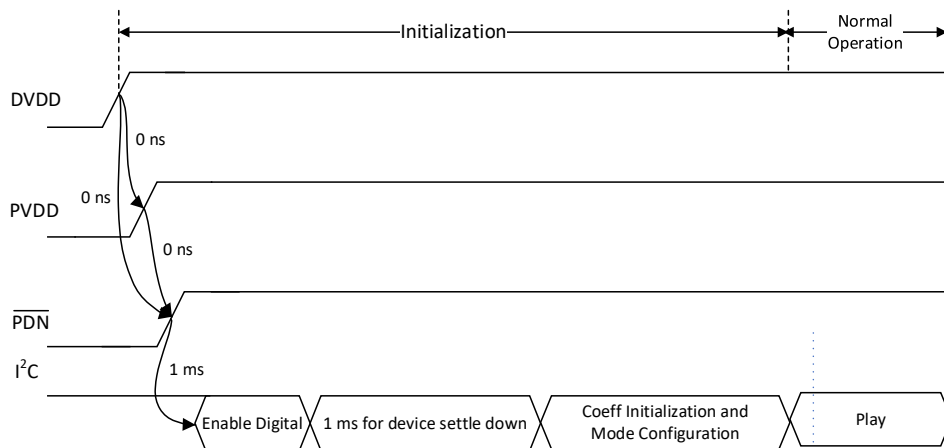 Initialization
Normal
Operation
DVDD
0 ns
0 ns
PVDD
0 ns
PDN
I²C
1 ms
Enable Digital
1 ms for device settle down
Coeff Initialization and
Mode Configuration
Play